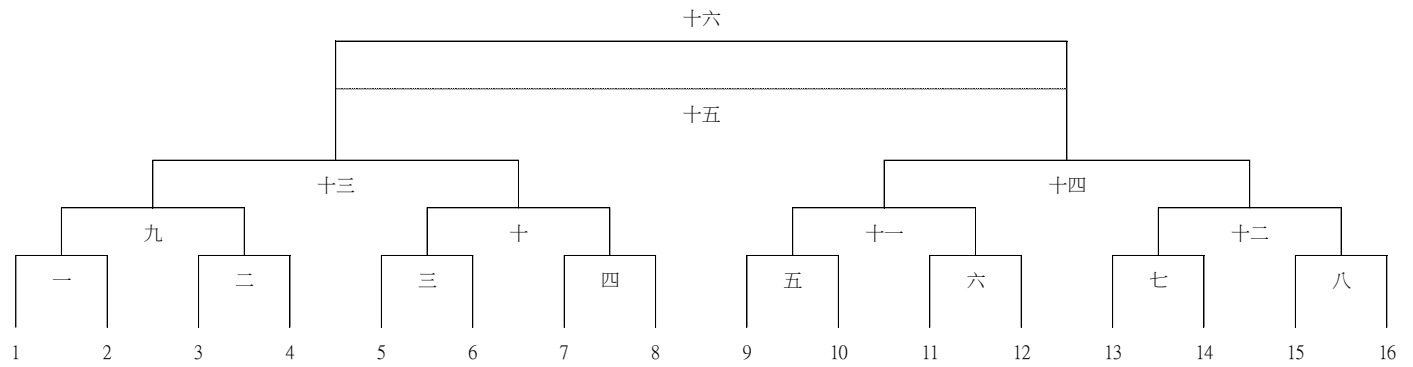 十六
十五
十三 十四
九 十 十一 十二
一 二 三 四 五 六 七 八
1 2 3 4 5 6 7 8 9 10 11 12 13 14 15 16